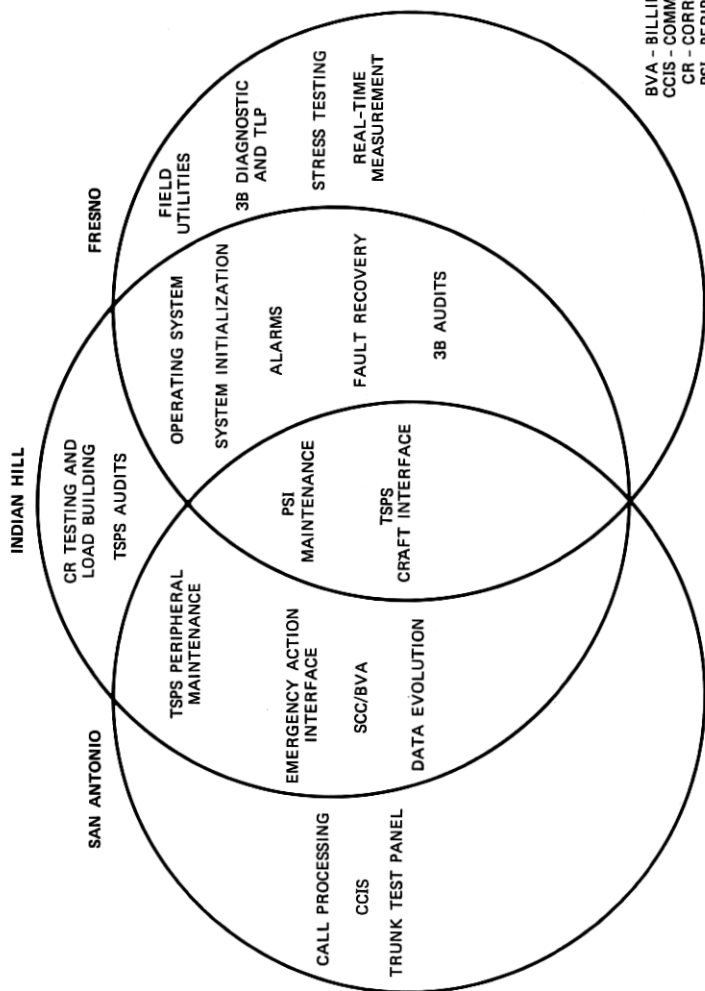 INDIAN HILL
SAN ANTONIO
FRESNO
CR TESTING AND
LOAD BUILDING
TSPS AUDITS
TSPS PERIPHERAL
MAINTENANCE
EMERGENCY ACTION
INTERFACE
SCC/BVA
DATA EVOLUTION
CALL PROCESSING
CCIS
TRUNK TEST PANEL
PSI
MAINTENANCE
TSPS
CRAFT INTERFACE
OPERATING SYSTEM
SYSTEM INITIALIZATION
ALARMS
FAULT RECOVERY
3B AUDITS
FIELD
UTILITIES
3B DIAGNOSTIC
AND TLP
STRESS TESTING
REAL-TIME
MEASUREMENT
BVA - BILLI
CCIS - COMM
CR - CORR